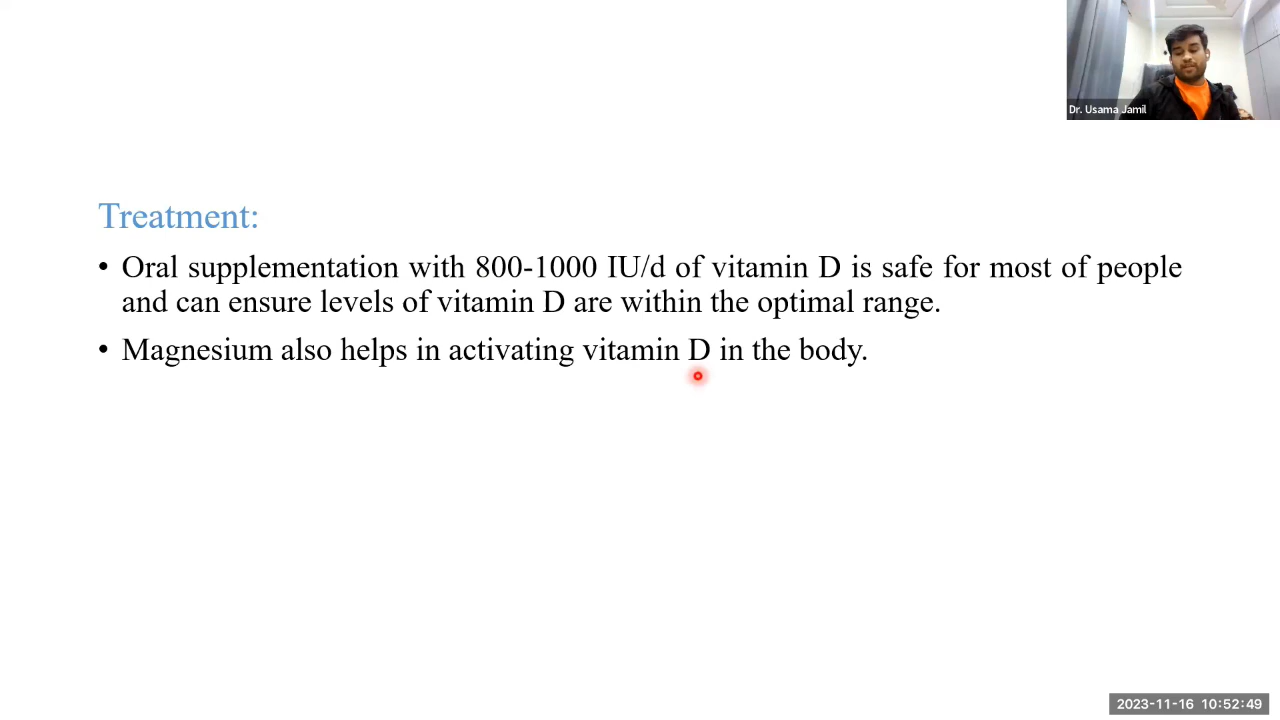 Dr. Usama Jamil
Treatment:
• Oral supplementation with 800-1000 IU/d of vitamin D is safe for most of people
and can ensure levels of vitamin D are within the optimal range.
• Magnesium also helps in activating vitamin D in the body.
2023-11-16 10:52:49